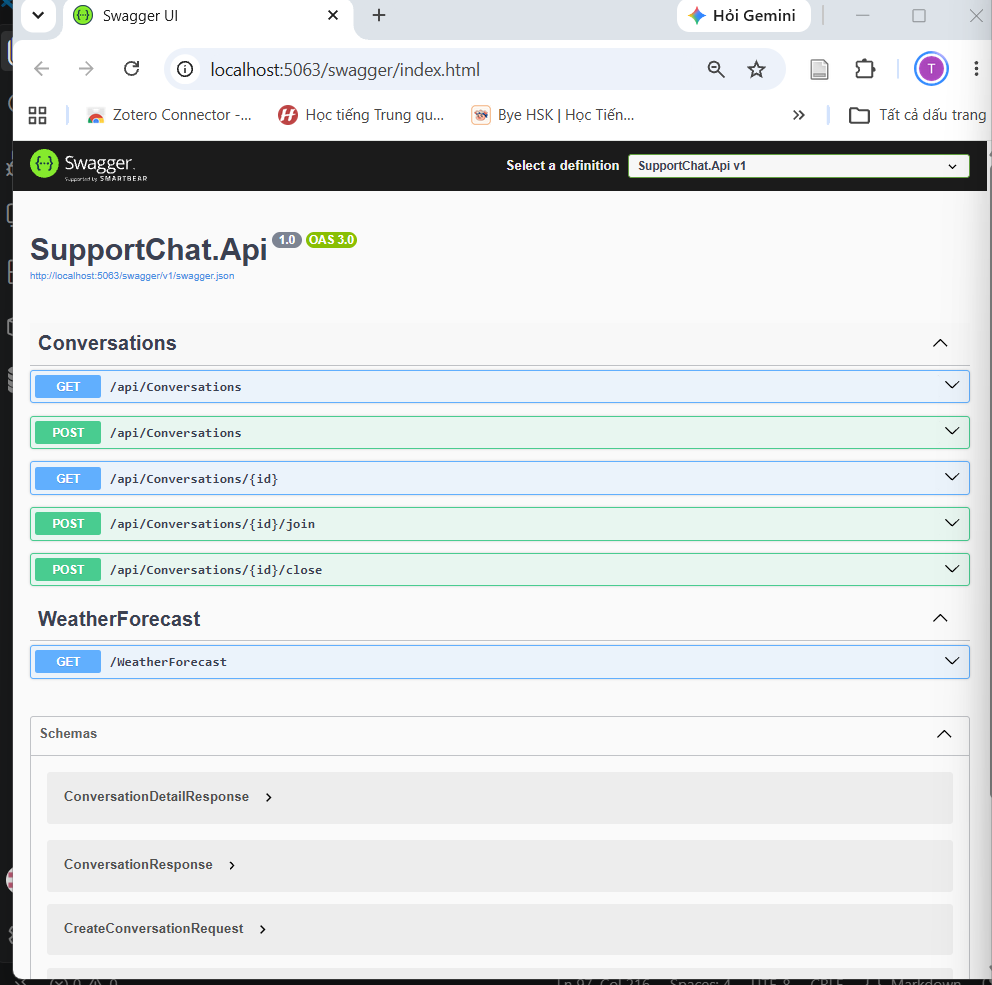 Swagger UI
Hỏi Gemini
localhost:5063/swagger/index.html
T
Zotero Connector -...
Học tiếng Trung qu...
Bye HSK | Học Tiến...
Tất cả dấu trang
Swagger.
Supported by SMARTBEAR
Select a definition
SupportChat.Api v1
SupportChat.Api 1.0 OAS 3.0
http://localhost:5063/swagger/v1/swagger.json
Conversations
GET /api/Conversations
POST /api/Conversations
GET /api/Conversations/{id}
POST /api/Conversations/{id}/join
POST /api/Conversations/{id}/close
WeatherForecast
GET /WeatherForecast
Schemas
ConversationDetailResponse
ConversationResponse
CreateConversationRequest